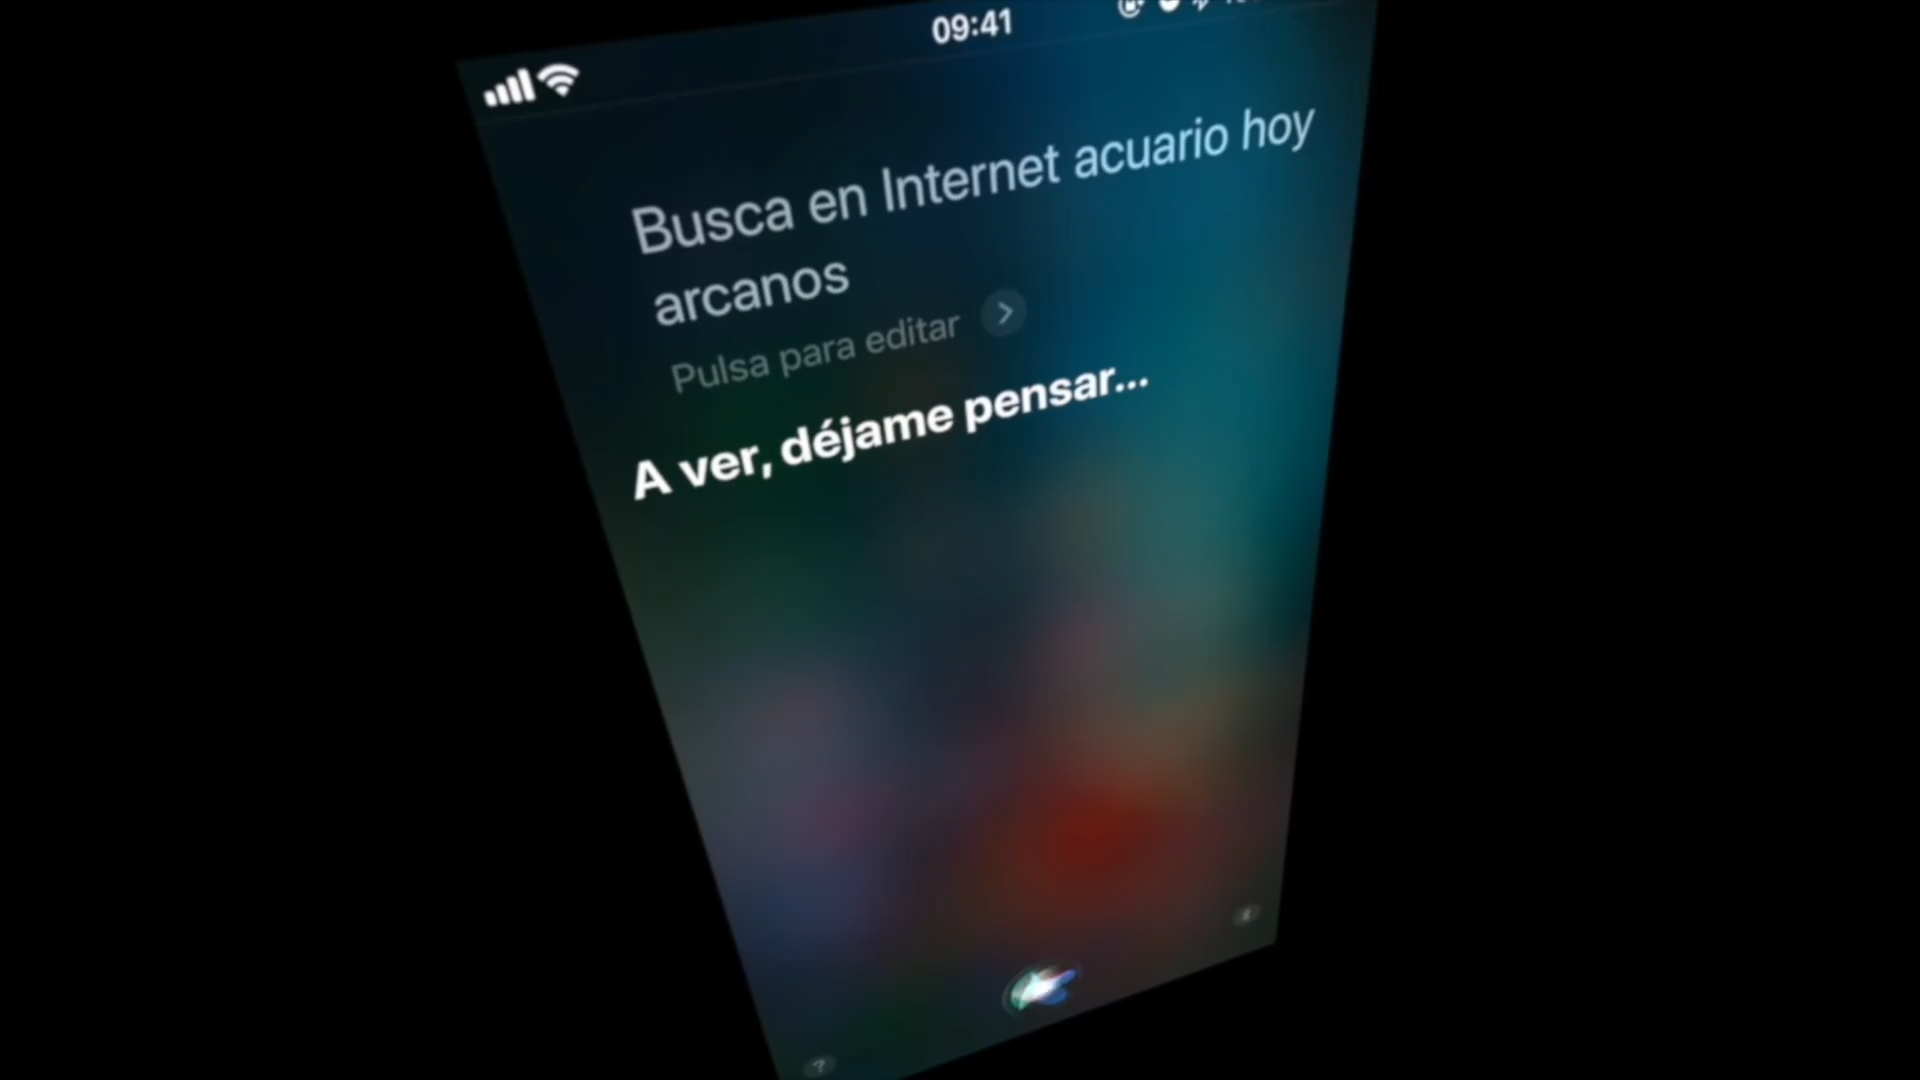 09:41
Busca en Internet acuario hoy
arcanos
Pulsa para editar
A ver, déjame pensar...
?